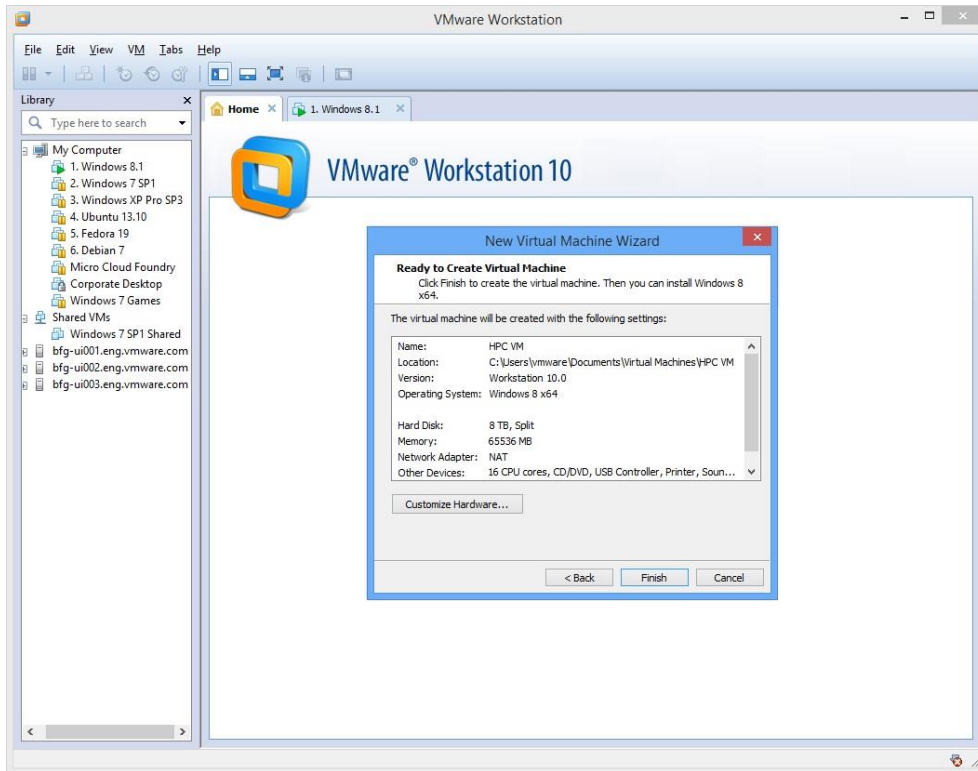 VMware Workstation
File Edit View VM Tabs Help
Library
Type here to search
My Computer
1. Windows 8.1
2. Windows 7 SP1
3. Windows XP Pro SP3
4. Ubuntu 13.10
5. Fedora 19
6. Debian 7
Micro Cloud Foundry
Corporate Desktop
Windows 7 Games
Shared VMs
Windows 7 SP1 Shared
bfg-ui001.eng.vmware.com
bfg-ui002.eng.vmware.com
bfg-ui003.eng.vmware.com
Home 1. Windows 8.1
VMware® Workstation 10
New Virtual Machine Wizard
Ready to Create Virtual Machine
Click Finish to create the virtual machine. Then you can install Windows 8
x64.
The virtual machine will be created with the following settings:
Name: HPC VM
Location: C:\Users\vmware\Documents\Virtual Machines\HPC VM
Version: Workstation 10.0
Operating System: Windows 8 x64
Hard Disk: 8 TB, Split
Memory: 65536 MB
Network Adapter: NAT
Other Devices: 16 CPU cores, CD/DVD, USB Controller, Printer, Soun...
Customize Hardware...
< Back Finish Cancel